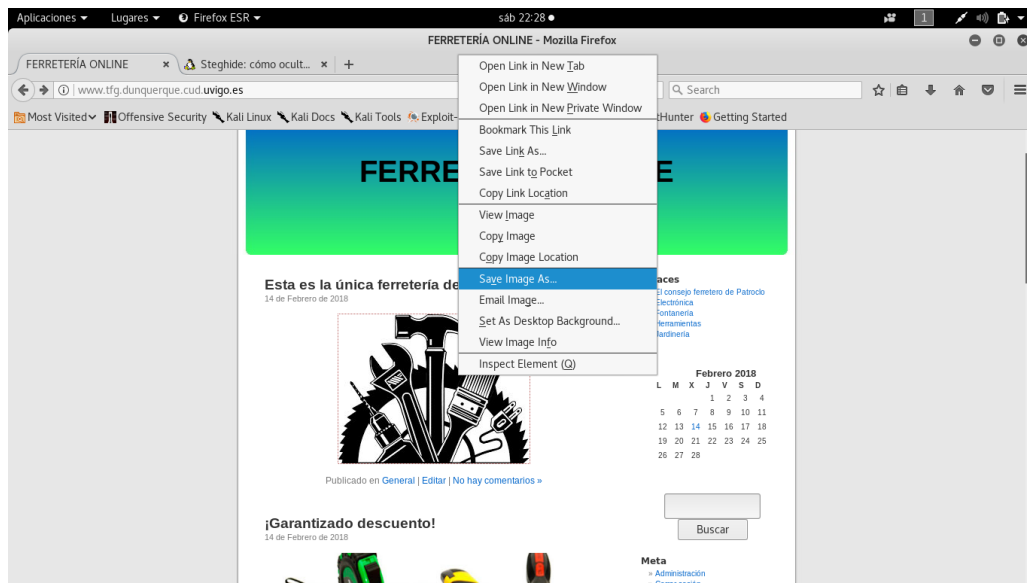 Aplicaciones Lugares Firefox ESR sáb 22:28 1
FERRETERÍA ONLINE - Mozilla Firefox
FERRETERÍA ONLINE × Steghide: cómo ocult... × +
www.tfg.dunquerque.cud.uvigo.es Search
Most Visited Offensive Security Kali Linux Kali Docs Kali Tools Exploit- Getting Started
Open Link in New Tab
Open Link in New Window
Open Link in New Private Window
Bookmark This Link
Save Link As...
Save Link to Pocket
Copy Link Location
View Image
Copy Image
Copy Image Location
Save Image As...
Email Image...
Set As Desktop Background...
View Image Info
Inspect Element (Q)
FERRE E
Esta es la única ferretería de
14 de Febrero de 2018
Publicado en General | Editar | No hay comentarios »
¡Garantizado descuento!
14 de Febrero de 2018
aces
El consejo ferretero de Patroclo
Electrónica
Fontanería
Herramientas
Jardinería
Febrero 2018
L M X J V S D
1 2 3 4
5 6 7 8 9 10 11
12 13 14 15 16 17 18
19 20 21 22 23 24 25
26 27 28
Buscar
Meta
» Administración